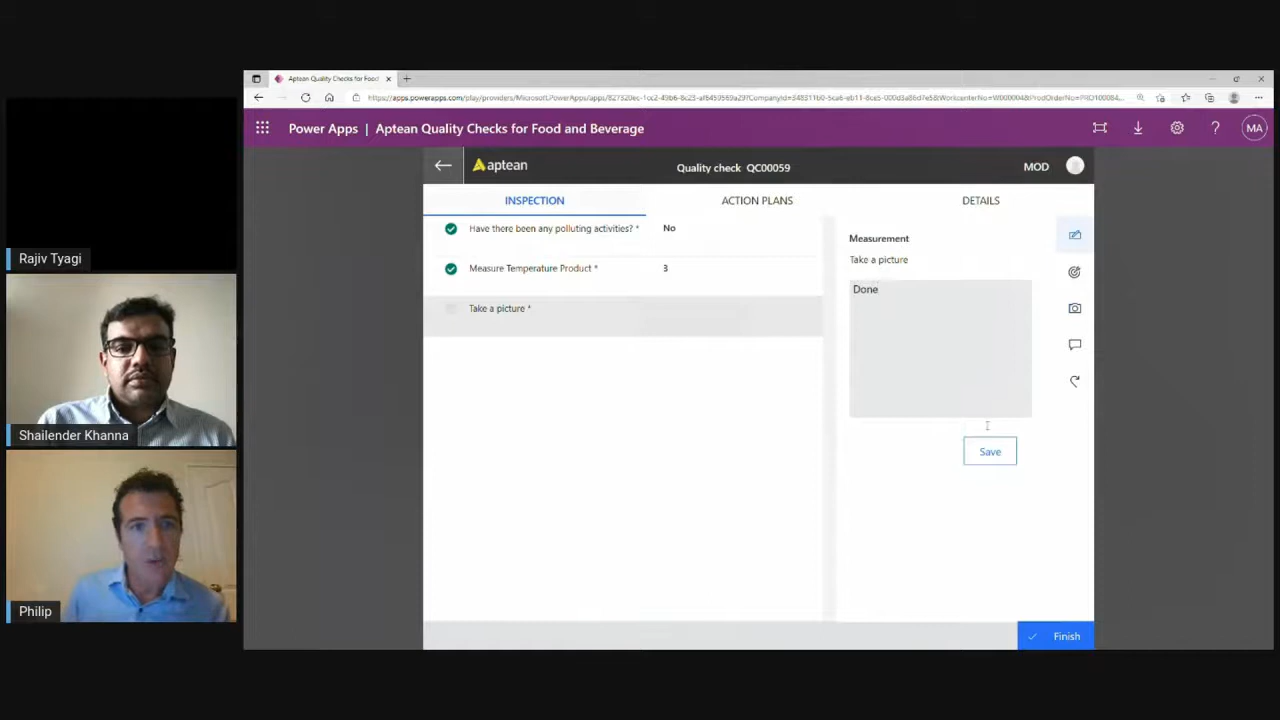 Aptean Quality Checks for Food
Power Apps | Aptean Quality Checks for Food and Beverage
MA
aptean
Quality check QC00059
MOD
INSPECTION
ACTION PLANS
DETAILS
Have there been any polluting activities? *
No
Measure Temperature Product *
3
Take a picture *
Measurement
Take a picture
Done
Save
Finish
Rajiv Tyagi
Shailender Khanna
Philip